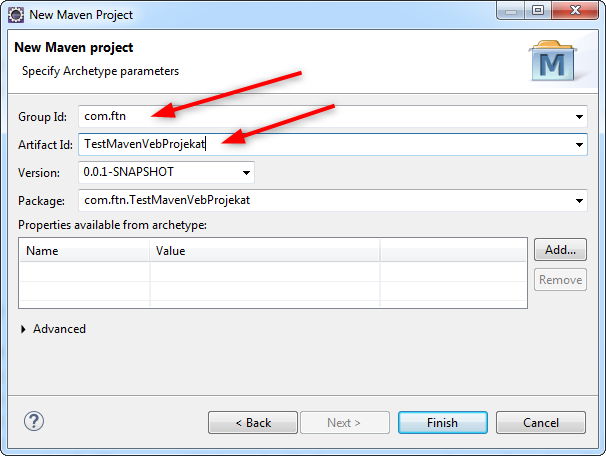 New Maven Project
New Maven project
Specify Archetype parameters
M
Group Id: com.ftn
Artifact Id: TestMavenVebProjekat
Version: 0.0.1-SNAPSHOT
Package: com.ftn.TestMavenVebProjekat
Properties available from archetype:
Name Value
Add...
Remove
Advanced
? < Back Next > Finish Cancel